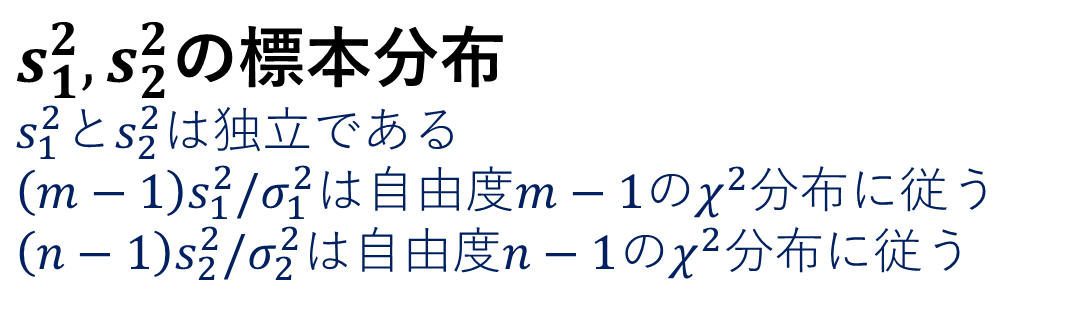 s₁², s₂²の標本分布
s₁²とs₂²は独立である
(m − 1)s₁²/σ₁²は自由度m − 1のχ²分布に従う
(n − 1)s₂²/σ₂²は自由度n − 1のχ²分布に従う